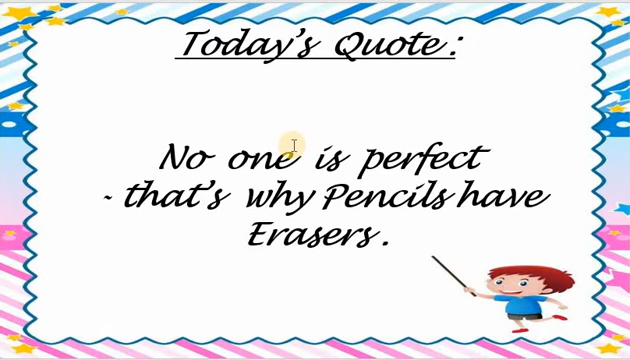 Today's Quote :
No one is perfect
- that's why Pencils have
Erasers .